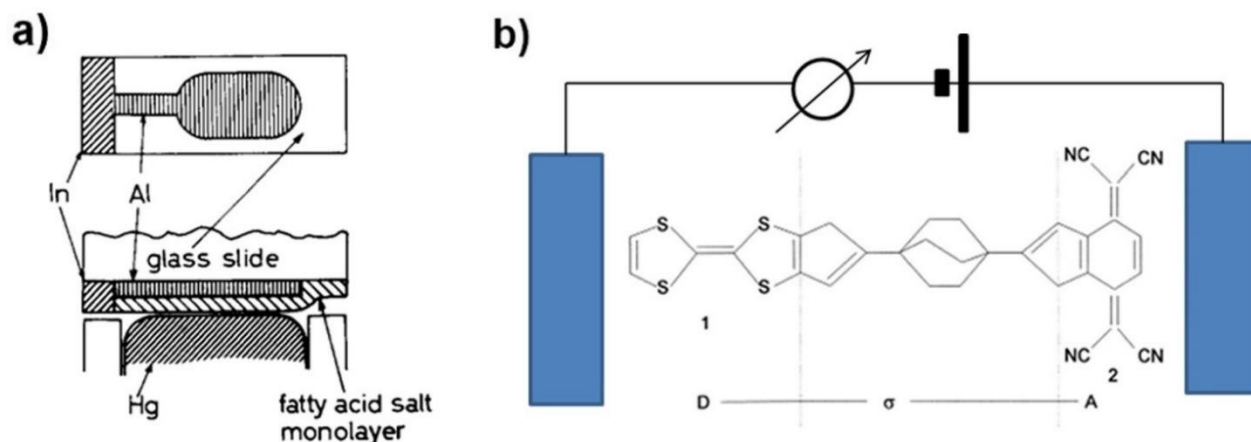 a)
In
Al
glass slide
Hg
fatty acid salt
monolayer
b)
NC
CN
S
S
S
S
1
NC
CN
2
D
σ
A